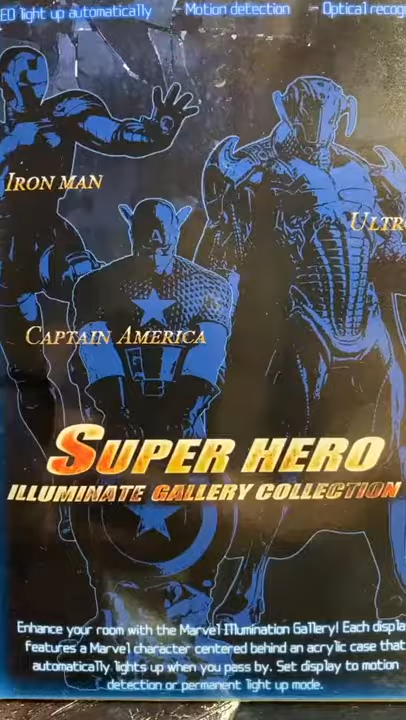 ED light up automatically / Motion detection / Optical recog
IRON MAN
ULTR
CAPTAIN AMERICA
SUPER HERO
ILLUMINATE GALLERY COLLECTION
Enhance your room with the Marvel Illumination Gallery! Each displa
features a Marvel character centered behind an acrylic case that
automatically lights up when you pass by. Set display to motion
detection or permanent light up mode.